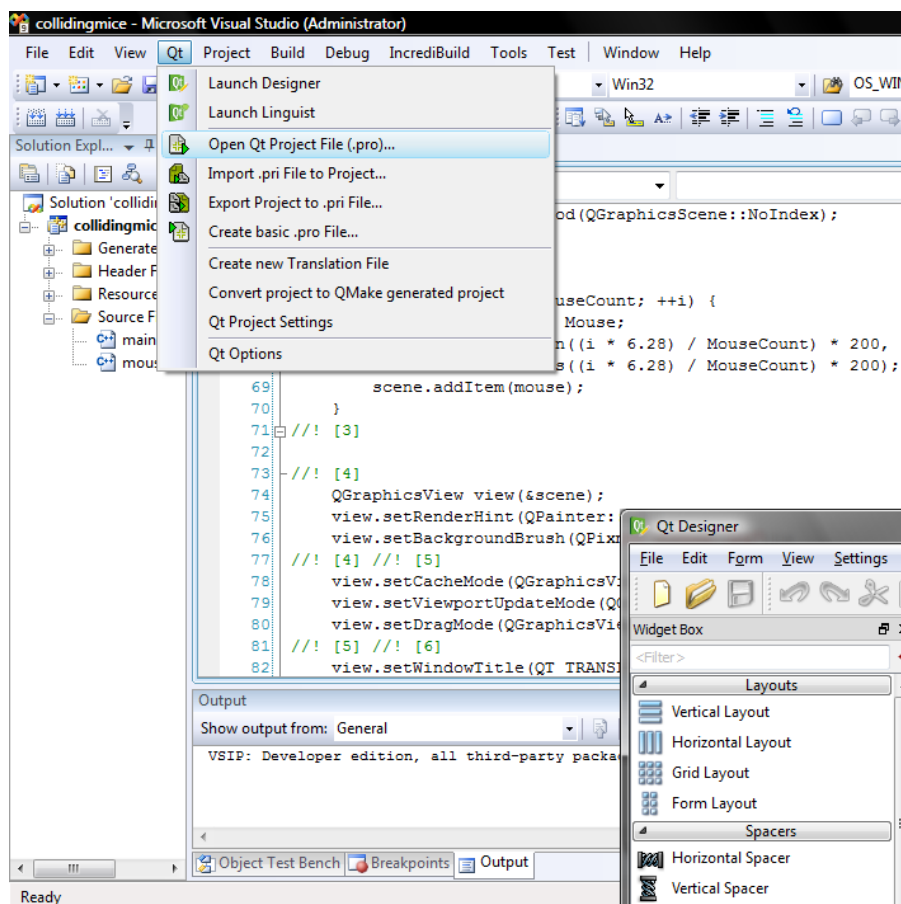 collidingmice - Microsoft Visual Studio (Administrator)
File Edit View Qt Project Build Debug IncrediBuild Tools Test Window Help
Launch Designer
Launch Linguist
Open Qt Project File (.pro)...
Import .pri File to Project...
Export Project to .pri File...
Create basic .pro File...
Create new Translation File
Convert project to QMake generated project
Qt Project Settings
Qt Options
Win32
OS_WI
Solution Expl...
Solution 'collidi
collidingmic
Generate
Header F
Resource
Source F
main
mou
od(QGraphicsScene::NoIndex);
useCount; ++i) {
Mouse;
n((i * 6.28) / MouseCount) * 200,
s((i * 6.28) / MouseCount) * 200);
69 scene.addItem(mouse);
70 }
71 //! [3]
72
73 //! [4]
74 QGraphicsView view(&scene);
75 view.setRenderHint(QPainter:
76 view.setBackgroundBrush(QPix
77 //! [4] //! [5]
78 view.setCacheMode(QGraphicsV
79 view.setViewportUpdateMode(Q
80 view.setDragMode(QGraphicsVie
81 //! [5] //! [6]
82 view.setWindowTitle(QT_TRANS
Output
Show output from: General
VSIP: Developer edition, all third-party packa
Object Test Bench Breakpoints Output
Ready
Qt Designer
File Edit Form View Settings
Widget Box
<Filter>
Layouts
Vertical Layout
Horizontal Layout
Grid Layout
Form Layout
Spacers
Horizontal Spacer
Vertical Spacer